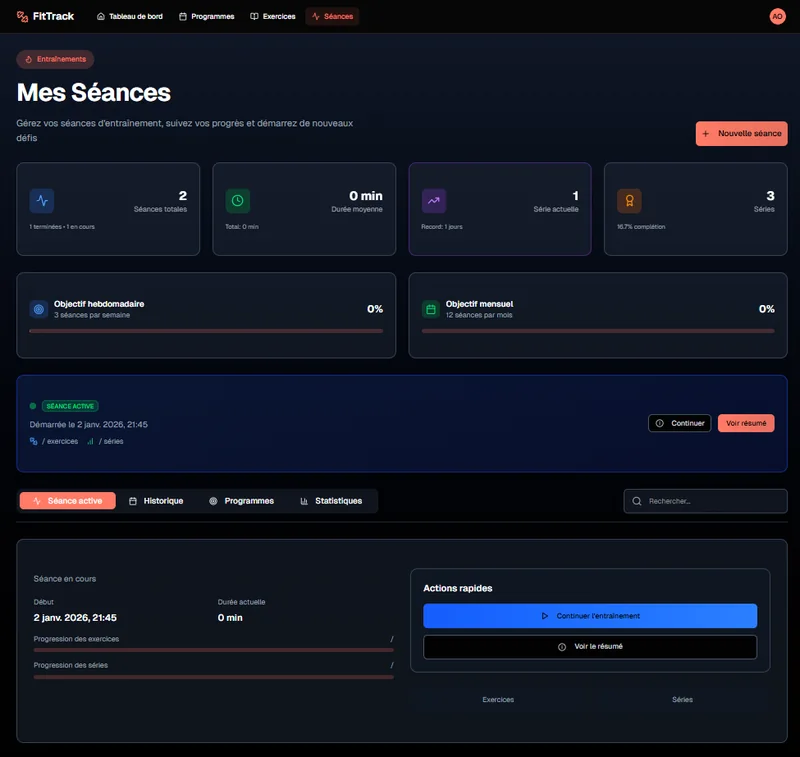 FitTrack
Tableau de bord
Programmes
Exercices
Séances
AO
Entraînements
Mes Séances
Gérez vos séances d'entraînement, suivez vos progrès et démarrez de nouveaux
défis
Nouvelle séance
2
Séances totales
1 terminées • 1 en cours
0 min
Durée moyenne
Total: 0 min
1
Série actuelle
Record: 1 jours
3
Séries
16.7% complétion
Objectif hebdomadaire
3 séances par semaine
0%
Objectif mensuel
12 séances par mois
0%
SÉANCE ACTIVE
Démarrée le 2 janv. 2026, 21:45
/ exercices
/ séries
Continuer
Voir résumé
Séance active
Historique
Programmes
Statistiques
Rechercher...
Séance en cours
Début
2 janv. 2026, 21:45
Durée actuelle
0 min
Progression des exercices
/
Progression des séries
/
Actions rapides
Continuer l'entraînement
Voir le résumé
Exercices
Séries